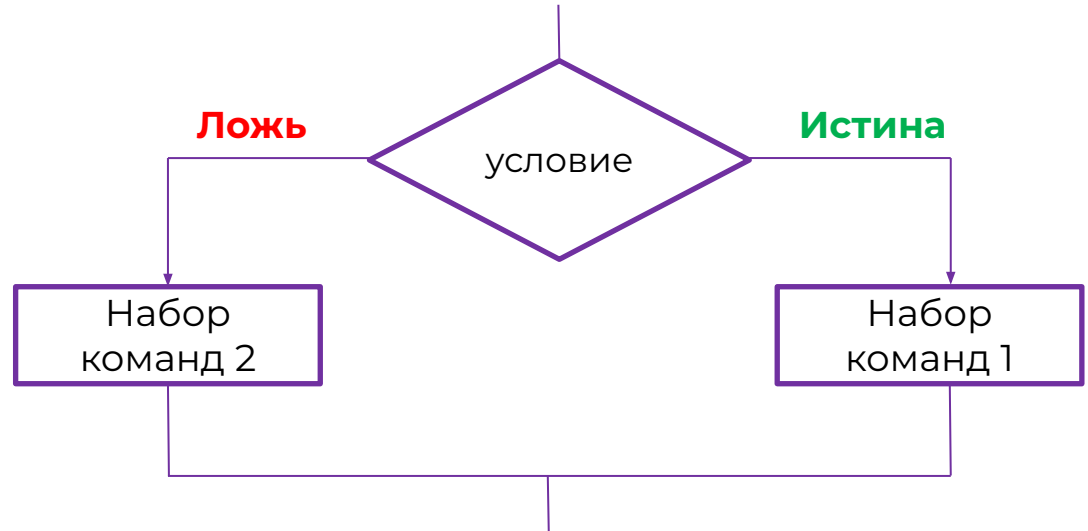 Ложь
Истина
условие
Набор
команд 2
Набор
команд 1